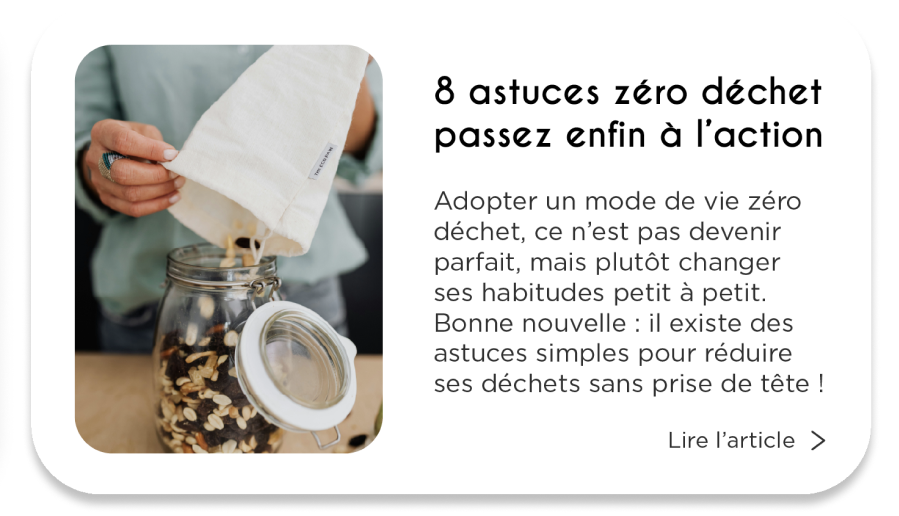 8 astuces zéro déchet
passez enfin à l'action
Adopter un mode de vie zéro
déchet, ce n'est pas devenir
parfait, mais plutôt changer
ses habitudes petit à petit.
Bonne nouvelle : il existe des
astuces simples pour réduire
ses déchets sans prise de tête !
Lire l'article >